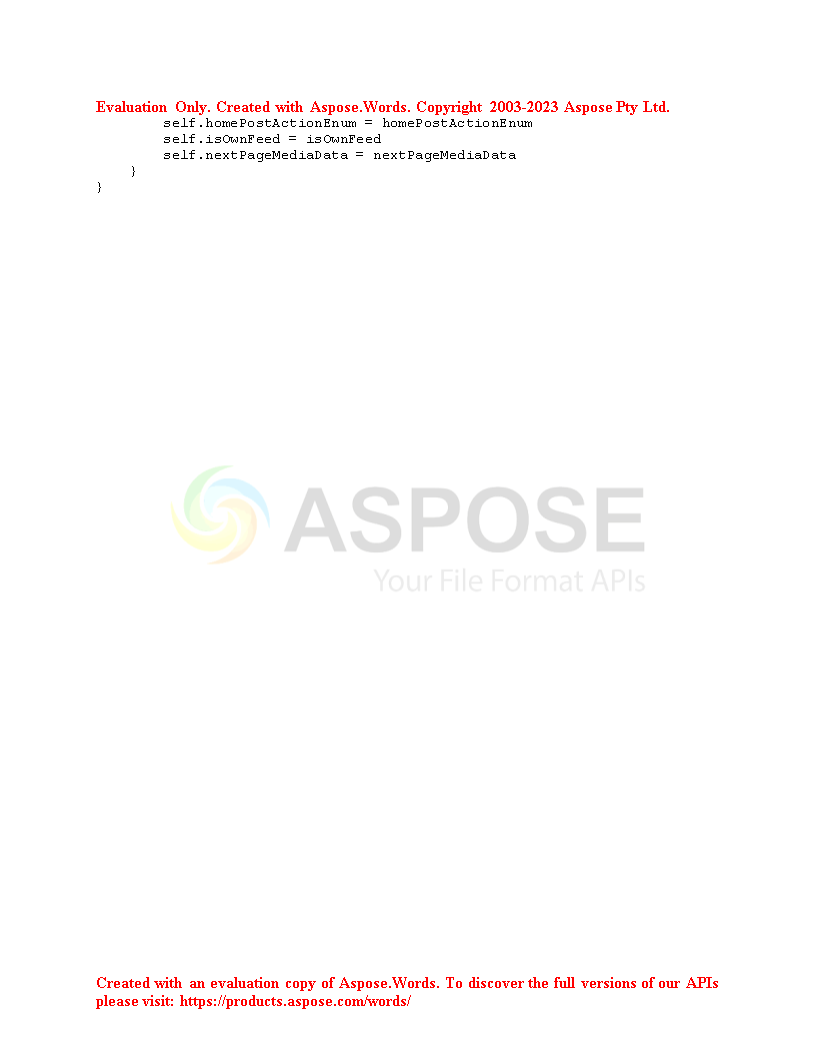 Evaluation Only. Created with Aspose.Words. Copyright 2003-2023 Aspose Pty Ltd.
        self.homePostActionEnum = homePostActionEnum
        self.isOwnFeed = isOwnFeed
        self.nextPageMediaData = nextPageMediaData
    }
}
ASPOSE
Your File Format APIs
Created with an evaluation copy of Aspose.Words. To discover the full versions of our APIs
please visit: https://products.aspose.com/words/